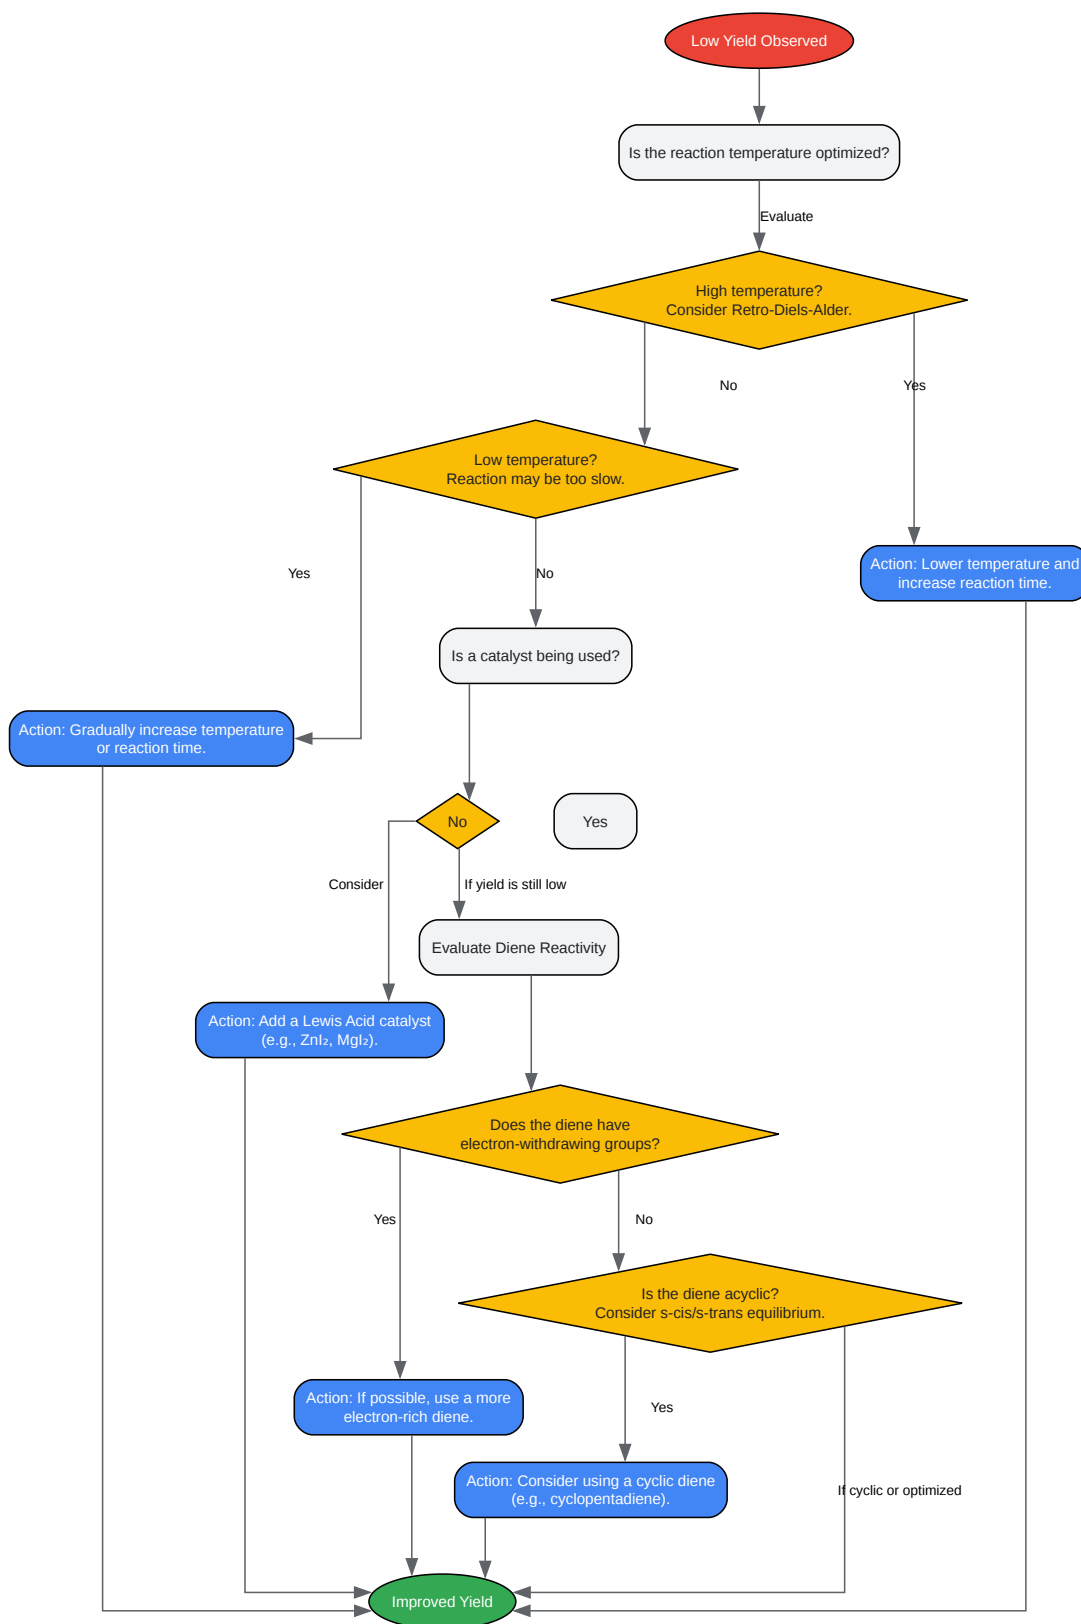 Low Yield Observed
Is the reaction temperature optimized?
Evaluate
High temperature?
Consider Retro-Diels-Alder.
No
Yes
Low temperature?
Reaction may be too slow.
Yes
No
Action: Lower temperature and
increase reaction time.
Is a catalyst being used?
Action: Gradually increase temperature
or reaction time.
No
Yes
Consider
If yield is still low
Evaluate Diene Reactivity
Action: Add a Lewis Acid catalyst
(e.g., ZnI₂, MgI₂).
Does the diene have
electron-withdrawing groups?
Yes
No
Is the diene acyclic?
Consider s-cis/s-trans equilibrium.
Action: If possible, use a more
electron-rich diene.
Yes
Action: Consider using a cyclic diene
(e.g., cyclopentadiene).
If cyclic or optimized
Improved Yield